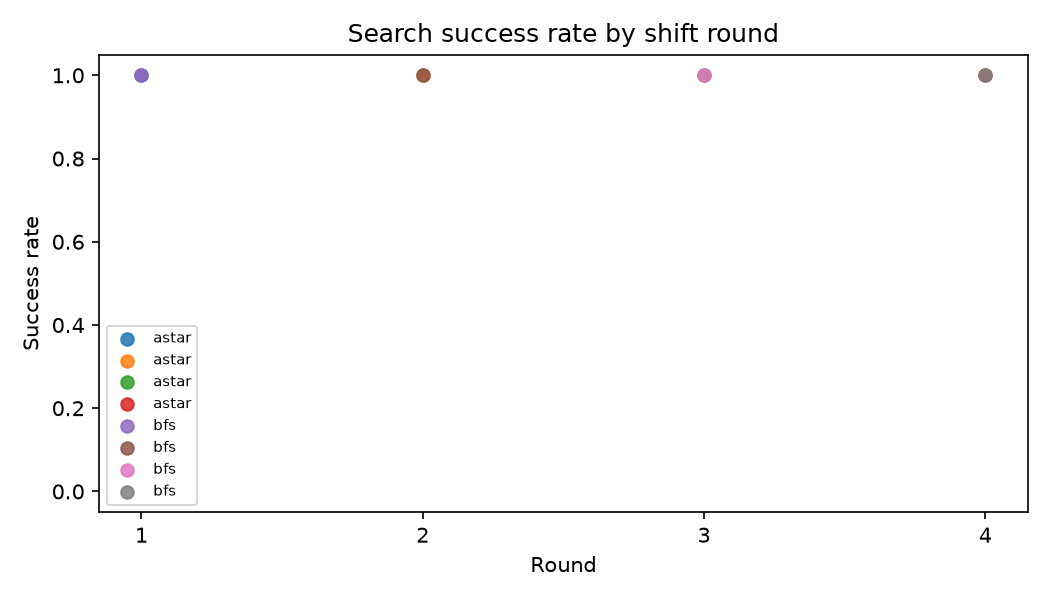 Search success rate by shift round
1.0
0.8
0.6
0.4
0.2
0.0
Success rate
astar
astar
astar
astar
bfs
bfs
bfs
bfs
1 2 3 4
Round